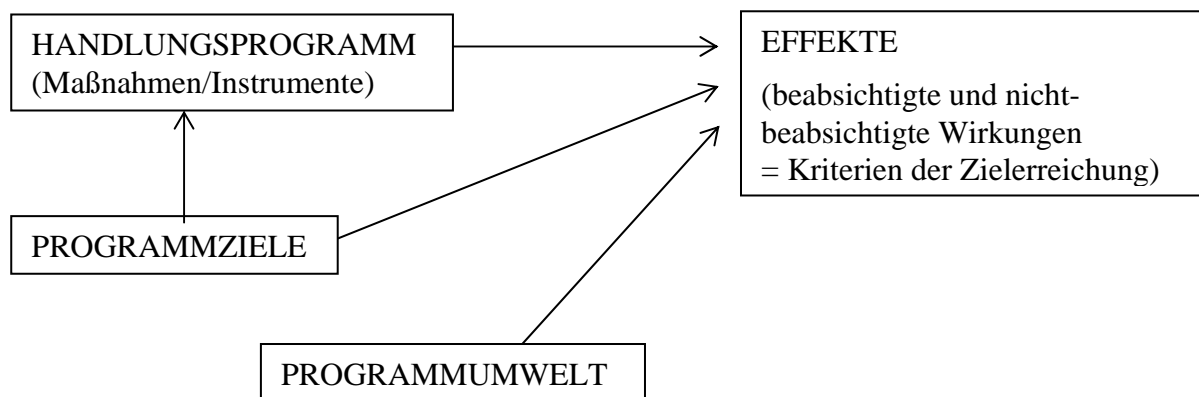 HANDLUNGSPROGRAMM
(Maßnahmen/Instrumente)
EFFEKTE
(beabsichtigte und nicht-
beabsichtigte Wirkungen
= Kriterien der Zielerreichung)
PROGRAMMZIELE
PROGRAMMUMWELT